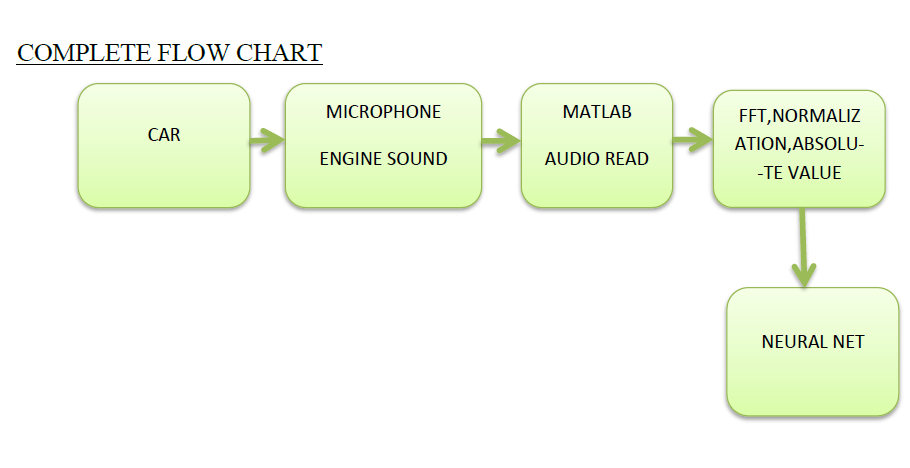 COMPLETE FLOW CHART
CAR
MICROPHONE
ENGINE SOUND
MATLAB
AUDIO READ
FFT,NORMALIZ
ATION,ABSOLU-
-TE VALUE
NEURAL NET